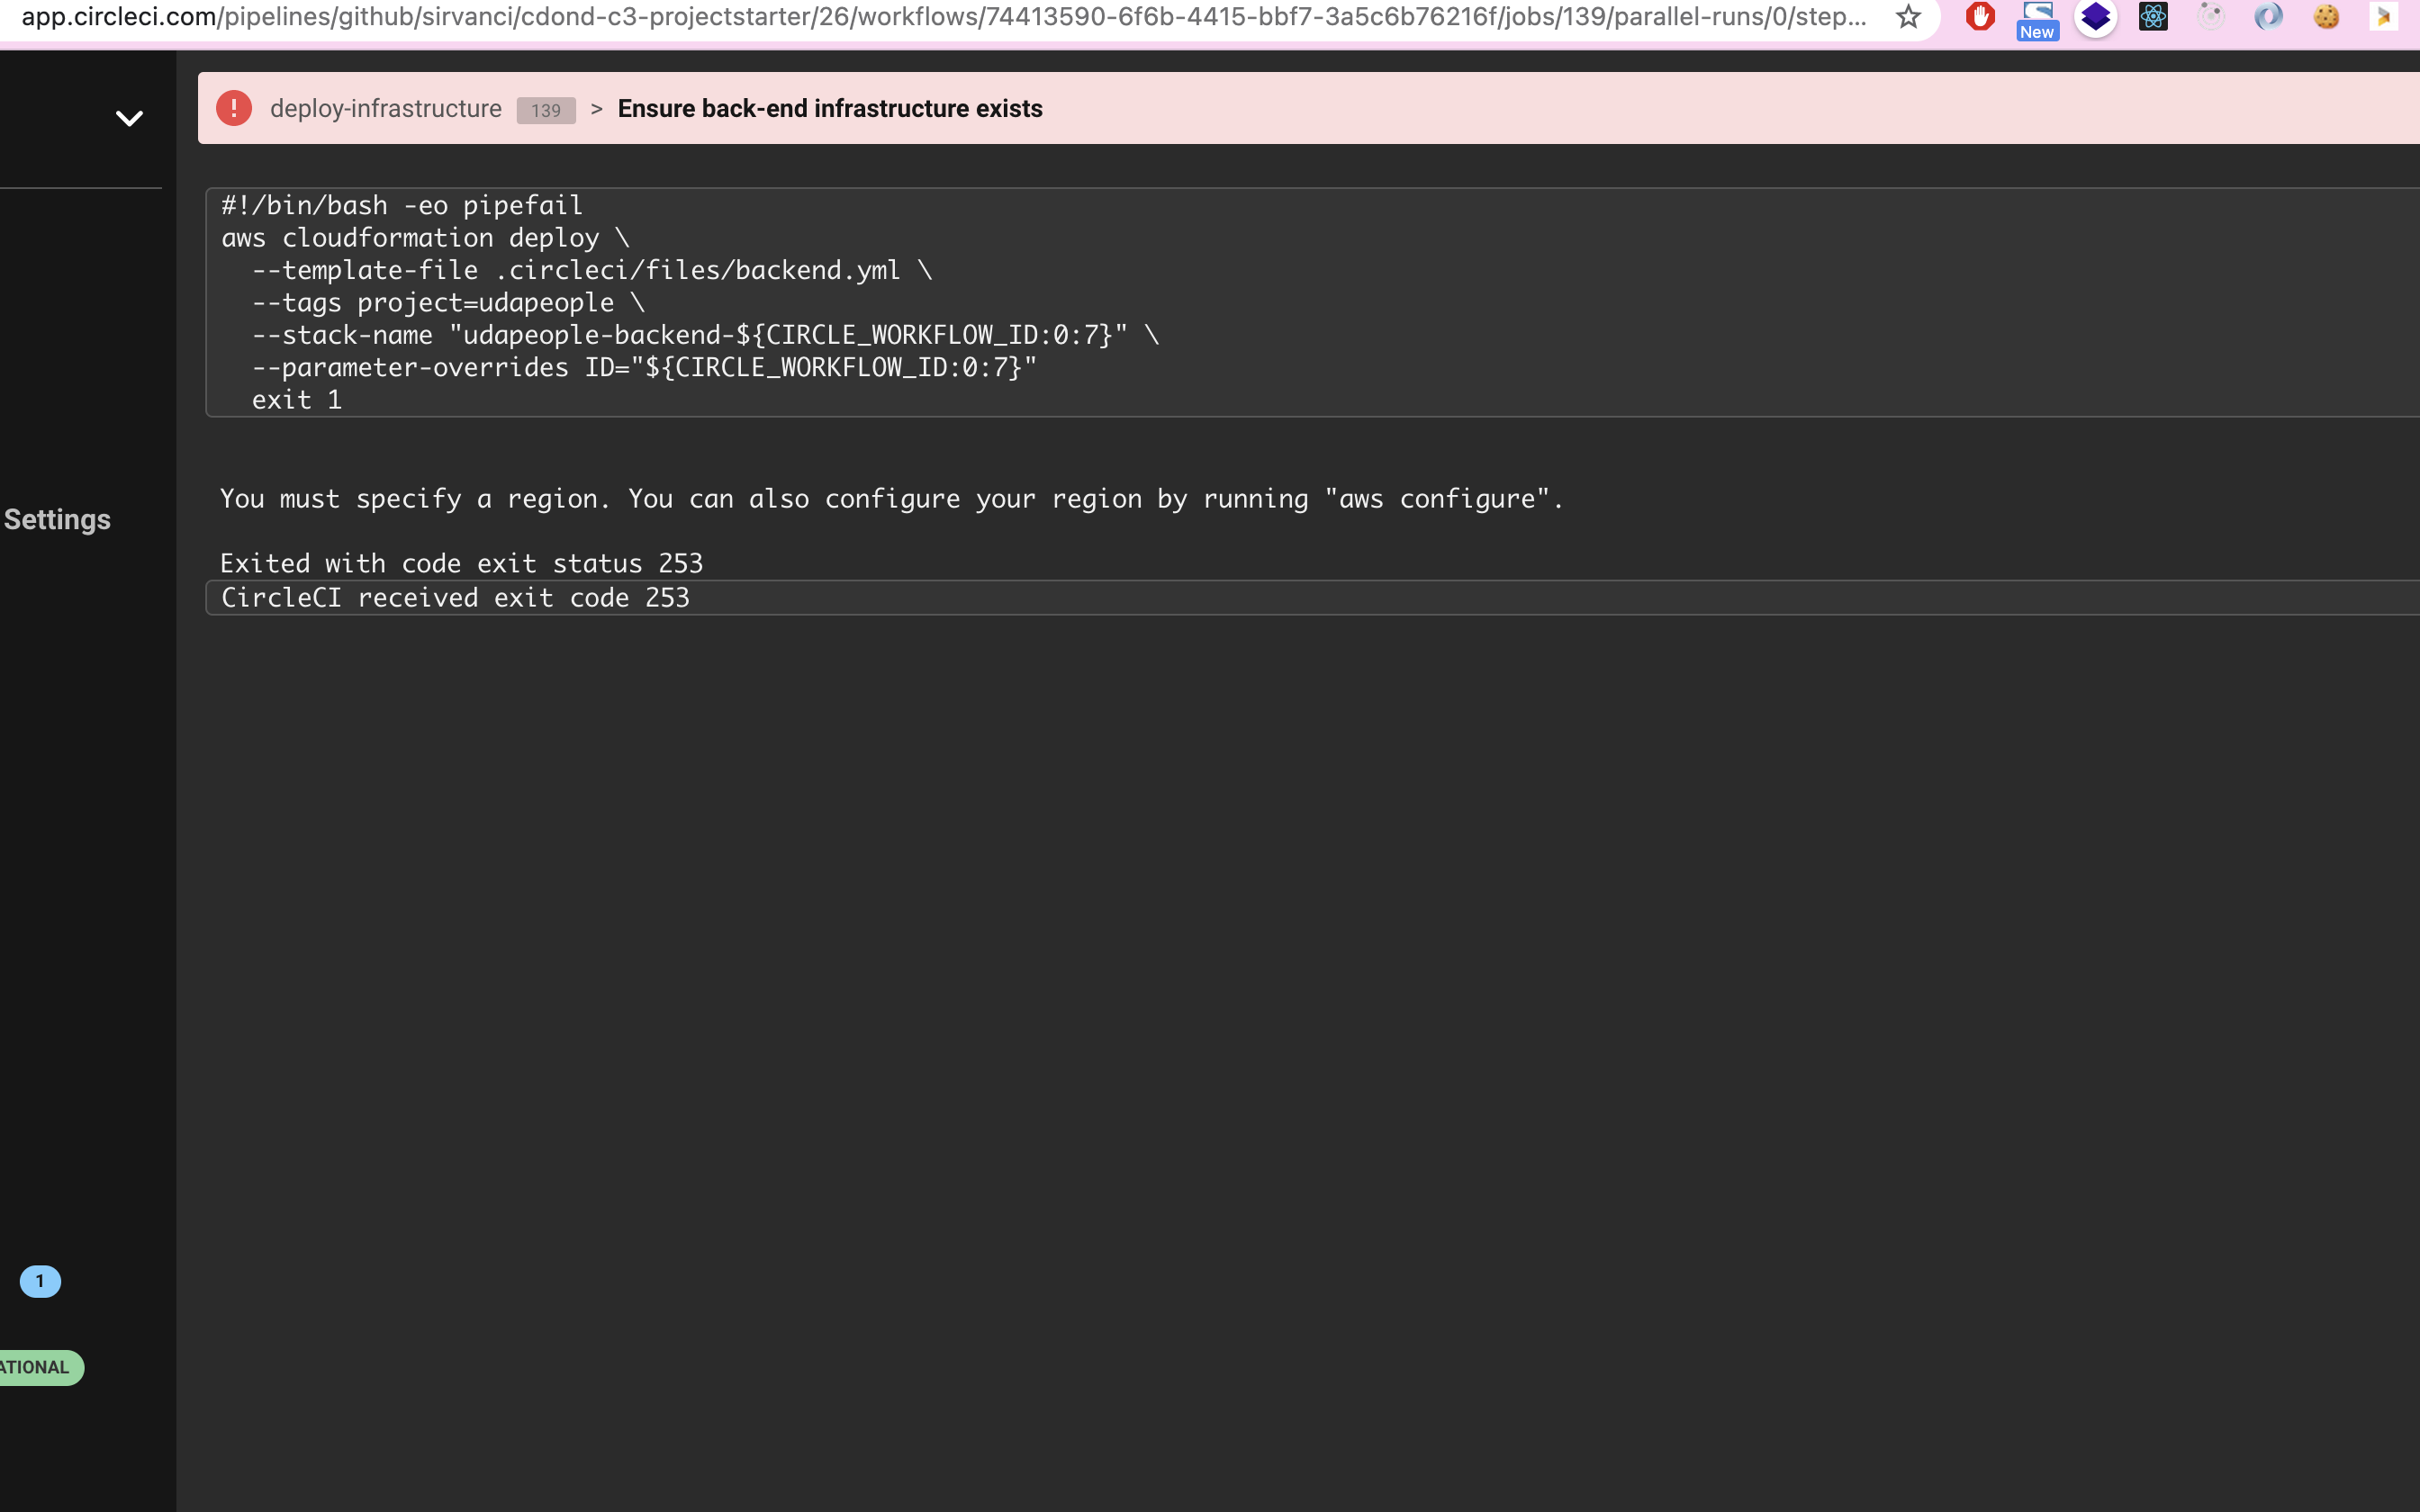 app.circleci.com/pipelines/github/sirvanci/cdond-c3-projectstarter/26/workflows/74413590-6f6b-4415-bbf7-3a5c6b76216f/jobs/139/parallel-runs/0/step...
New
deploy-infrastructure 139 > Ensure back-end infrastructure exists
#!/bin/bash -eo pipefail
aws cloudformation deploy \
--template-file .circleci/files/backend.yml \
--tags project=udapeople \
--stack-name "udapeople-backend-${CIRCLE_WORKFLOW_ID:0:7}" \
--parameter-overrides ID="${CIRCLE_WORKFLOW_ID:0:7}"
exit 1
You must specify a region. You can also configure your region by running "aws configure".
Settings
Exited with code exit status 253
CircleCI received exit code 253
1
ATIONAL